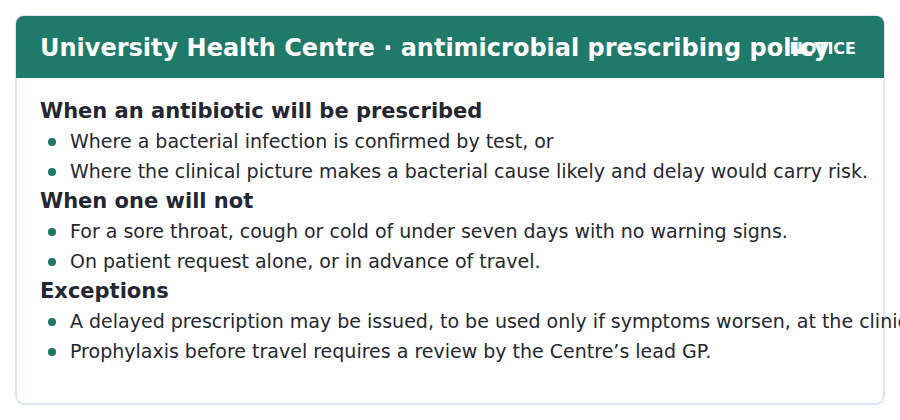 University Health Centre · antimicrobial prescribing policy
NOTICE
When an antibiotic will be prescribed
Where a bacterial infection is confirmed by test, or
Where the clinical picture makes a bacterial cause likely and delay would carry risk.
When one will not
For a sore throat, cough or cold of under seven days with no warning signs.
On patient request alone, or in advance of travel.
Exceptions
A delayed prescription may be issued, to be used only if symptoms worsen, at the
Prophylaxis before travel requires a review by the Centre’s lead GP.